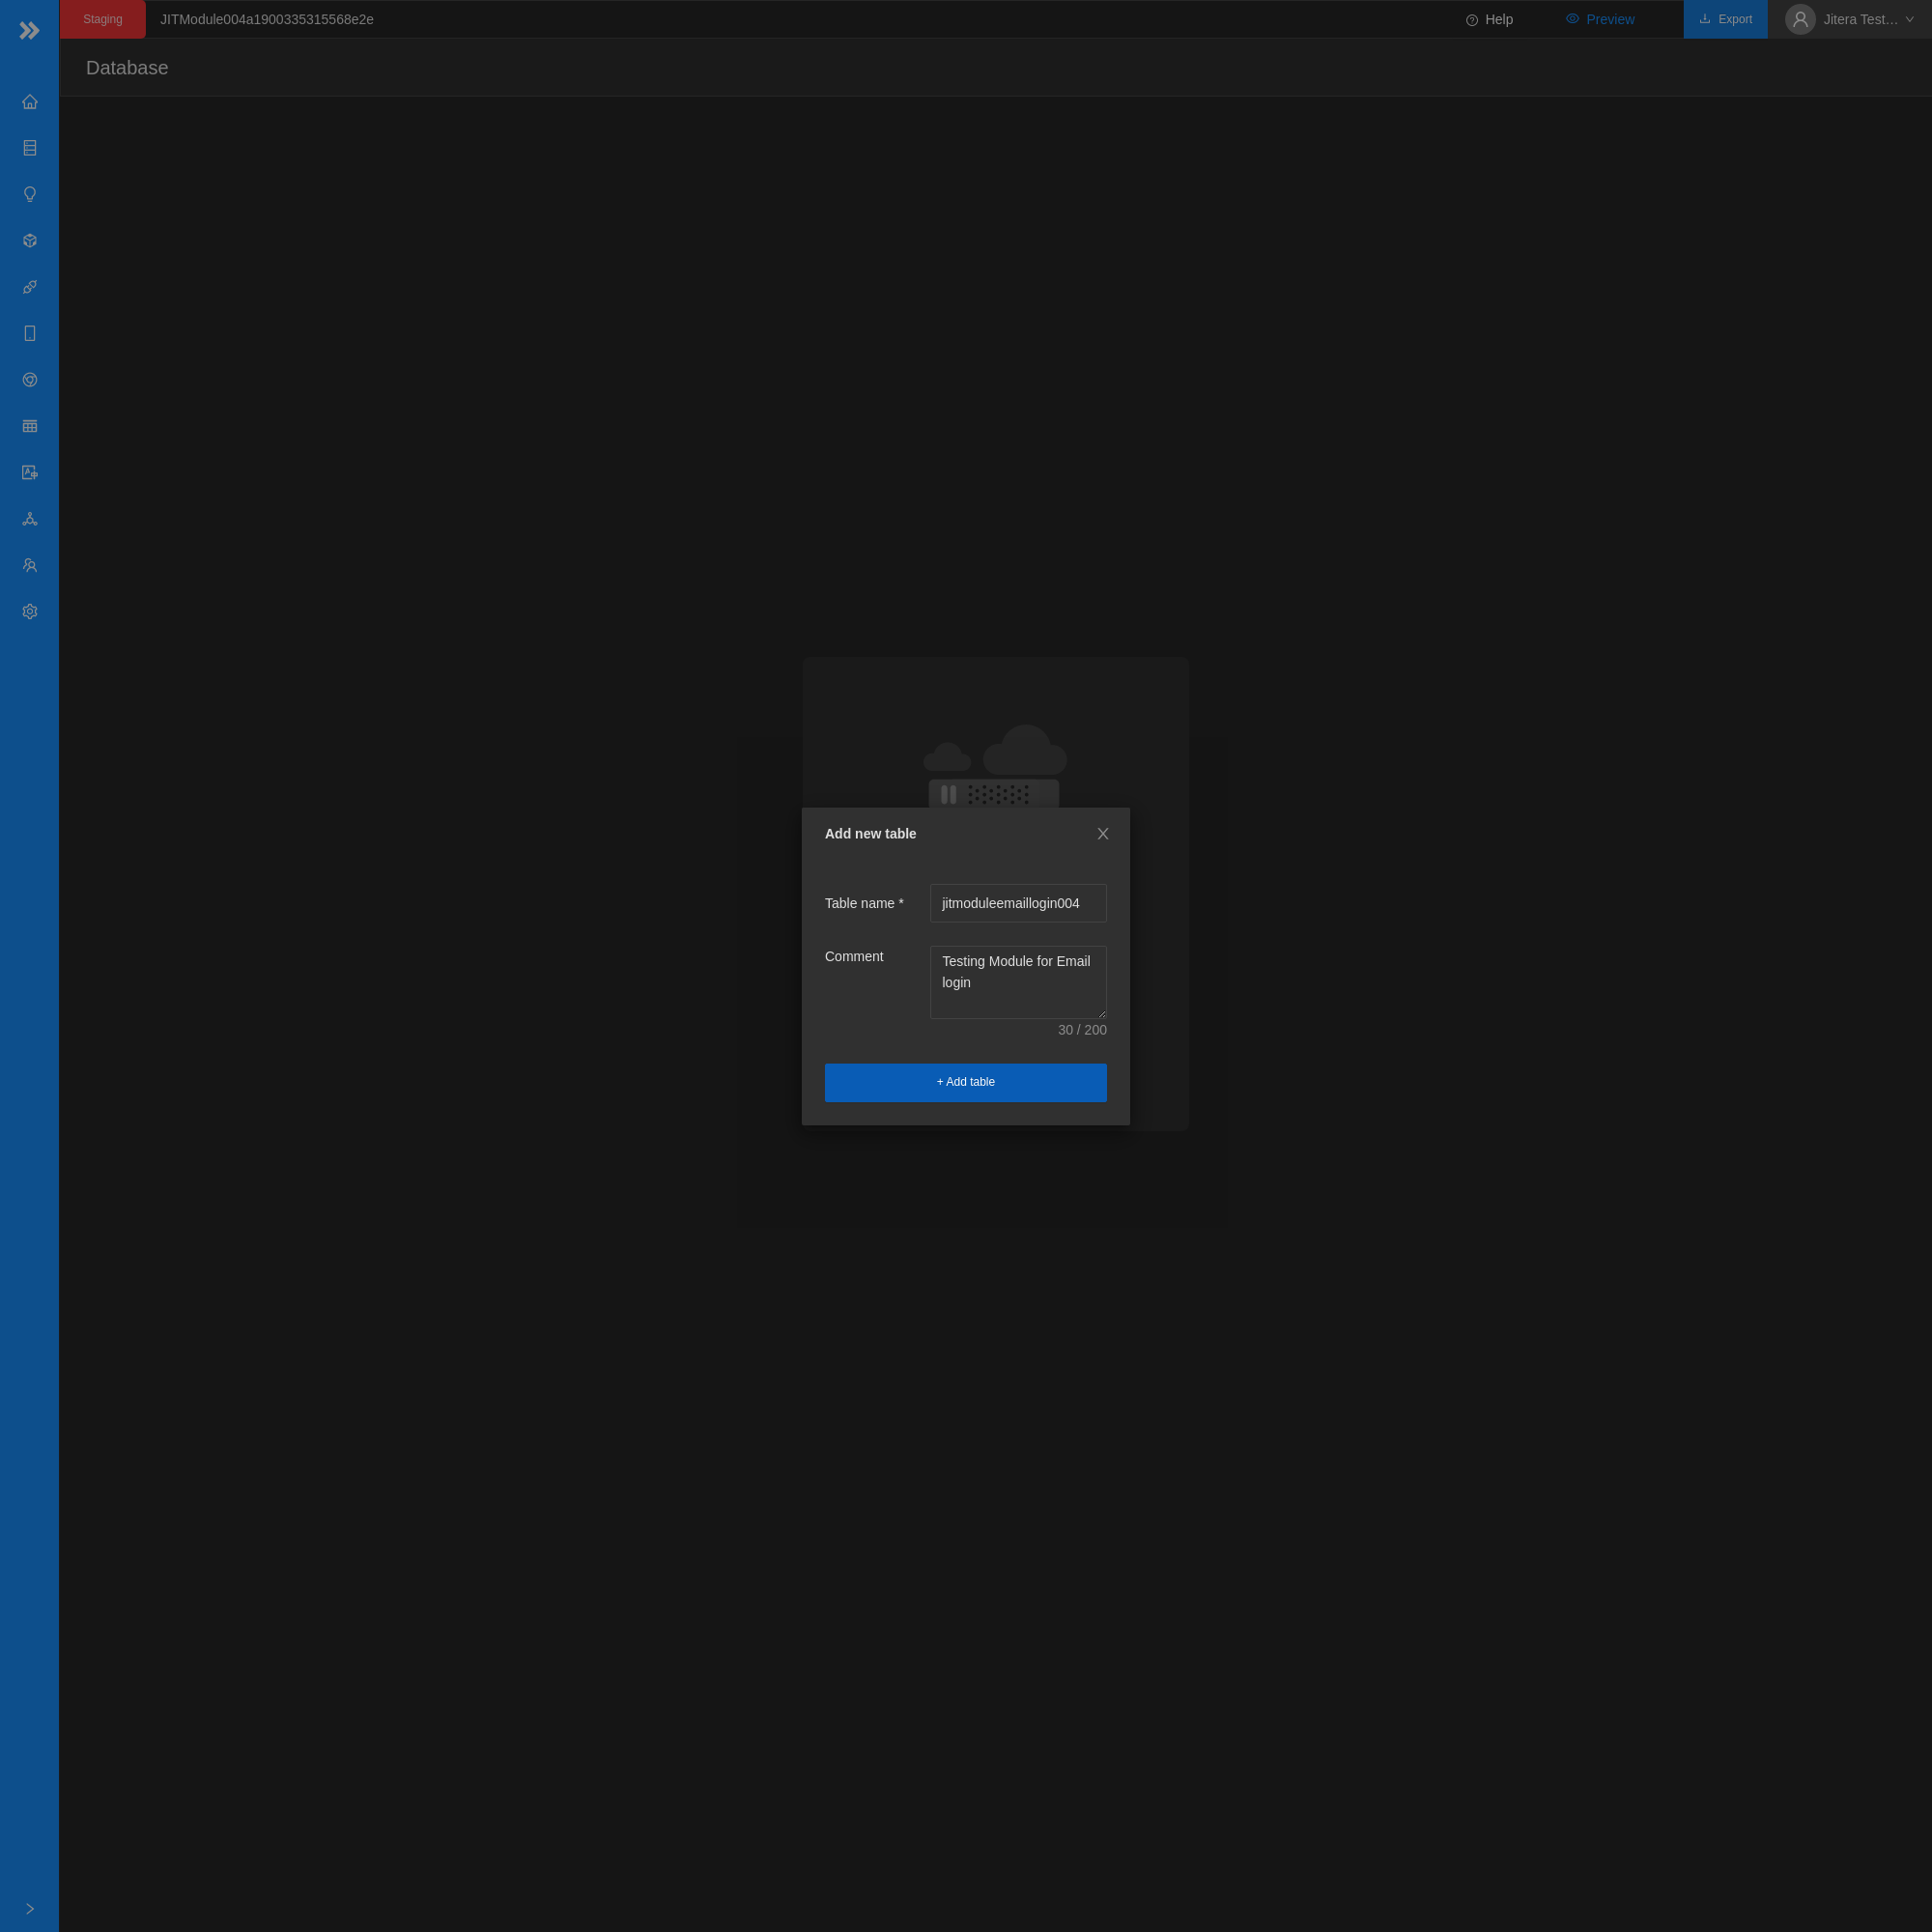 Staging
JITModule004a1900335315568e2e
Help
Preview
Export
Jitera Test...
Database
Add new table
Table name *
jitmoduleemaillogin004
Comment
Testing Module for Email
login
30 / 200
+ Add table